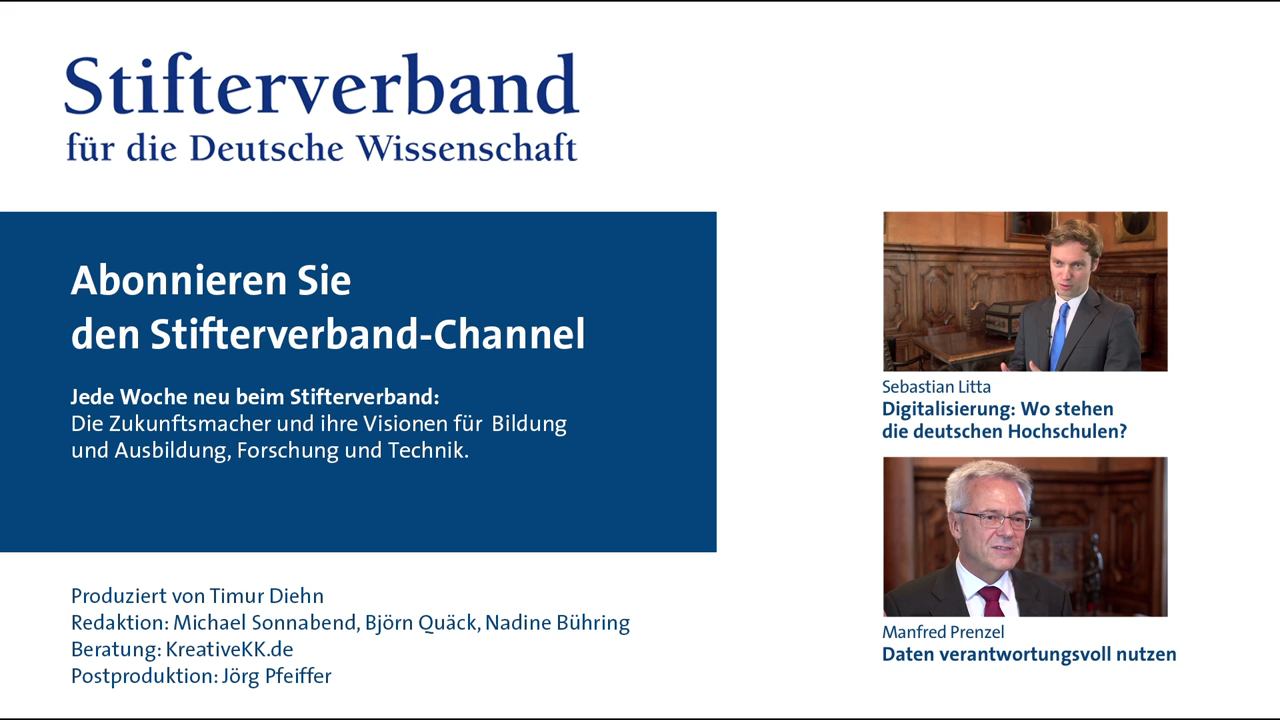 Stifterverband
für die Deutsche Wissenschaft
Abonnieren Sie
den Stifterverband-Channel
Jede Woche neu beim Stifterverband:
Die Zukunftsmacher und ihre Visionen für Bildung
und Ausbildung, Forschung und Technik.
Produziert von Timur Diehn
Redaktion: Michael Sonnabend, Björn Quäck, Nadine Bühring
Beratung: KreativeKK.de
Postproduktion: Jörg Pfeiffer
Sebastian Litta
Digitalisierung: Wo stehen
die deutschen Hochschulen?
Manfred Prenzel
Daten verantwortungsvoll nutzen